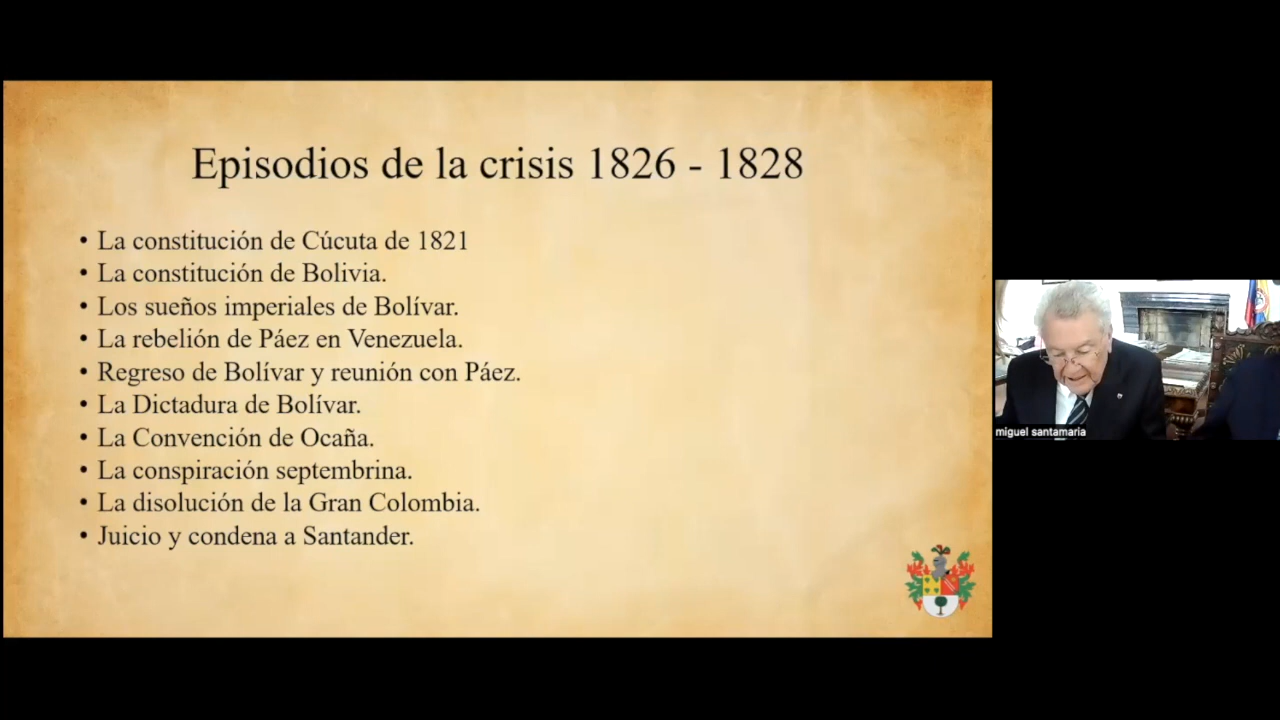 Episodios de la crisis 1826 - 1828
• La constitución de Cúcuta de 1821
• La constitución de Bolivia.
• Los sueños imperiales de Bolívar.
• La rebelión de Páez en Venezuela.
• Regreso de Bolívar y reunión con Páez.
• La Dictadura de Bolívar.
• La Convención de Ocaña.
• La conspiración septembrina.
• La disolución de la Gran Colombia.
• Juicio y condena a Santander.
miguel santamaria